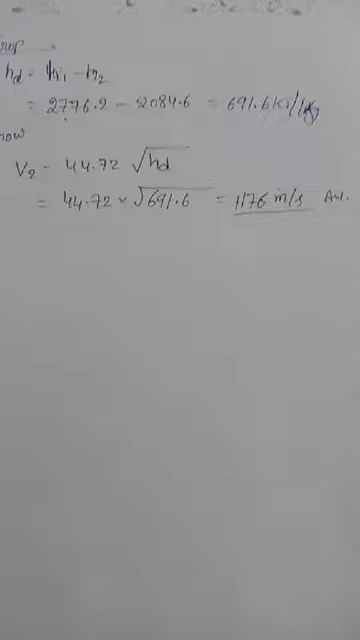 hd = h1 - h2
= 2776.2 - 2084.6 = 691.6 KJ/kg
now
V2 = 44.72 √hd
= 44.72 × √691.6 = 1176 m/s Ans.